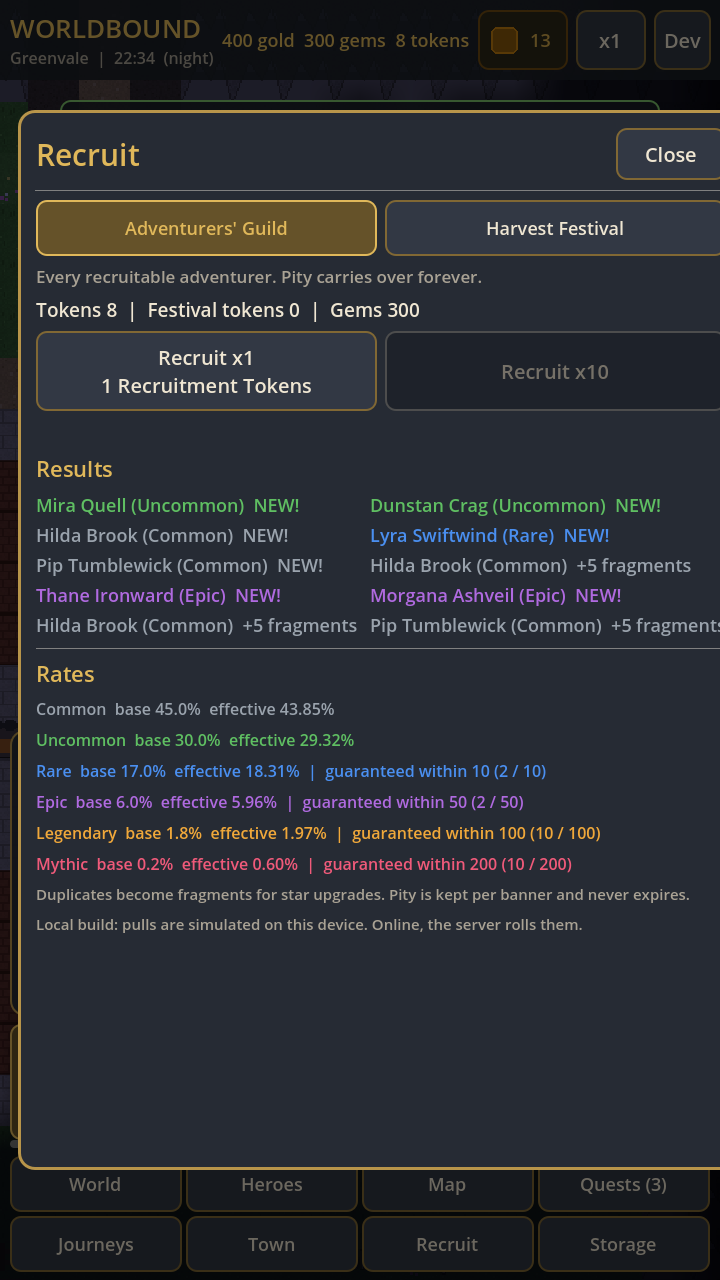 WORLDBOUND
Greenvale | 22:34 (night)
400 gold 300 gems 8 tokens
13
x1
Dev
Recruit
Close
Adventurers' Guild
Harvest Festival
Every recruitable adventurer. Pity carries over forever.
Tokens 8 | Festival tokens 0 | Gems 300
Recruit x1
1 Recruitment Tokens
Recruit x10
Results
Mira Quell (Uncommon) NEW! Dunstan Crag (Uncommon) NEW!
Hilda Brook (Common) NEW! Lyra Swiftwind (Rare) NEW!
Pip Tumblewick (Common) NEW! Hilda Brook (Common) +5 fragments
Thane Ironward (Epic) NEW! Morgana Ashveil (Epic) NEW!
Hilda Brook (Common) +5 fragments Pip Tumblewick (Common) +5 fragments
Rates
Common base 45.0% effective 43.85%
Uncommon base 30.0% effective 29.32%
Rare base 17.0% effective 18.31% | guaranteed within 10 (2 / 10)
Epic base 6.0% effective 5.96% | guaranteed within 50 (2 / 50)
Legendary base 1.8% effective 1.97% | guaranteed within 100 (10 / 100)
Mythic base 0.2% effective 0.60% | guaranteed within 200 (10 / 200)
Duplicates become fragments for star upgrades. Pity is kept per banner and never expires.
Local build: pulls are simulated on this device. Online, the server rolls them.
World
Heroes
Map
Quests (3)
Journeys
Town
Recruit
Storage